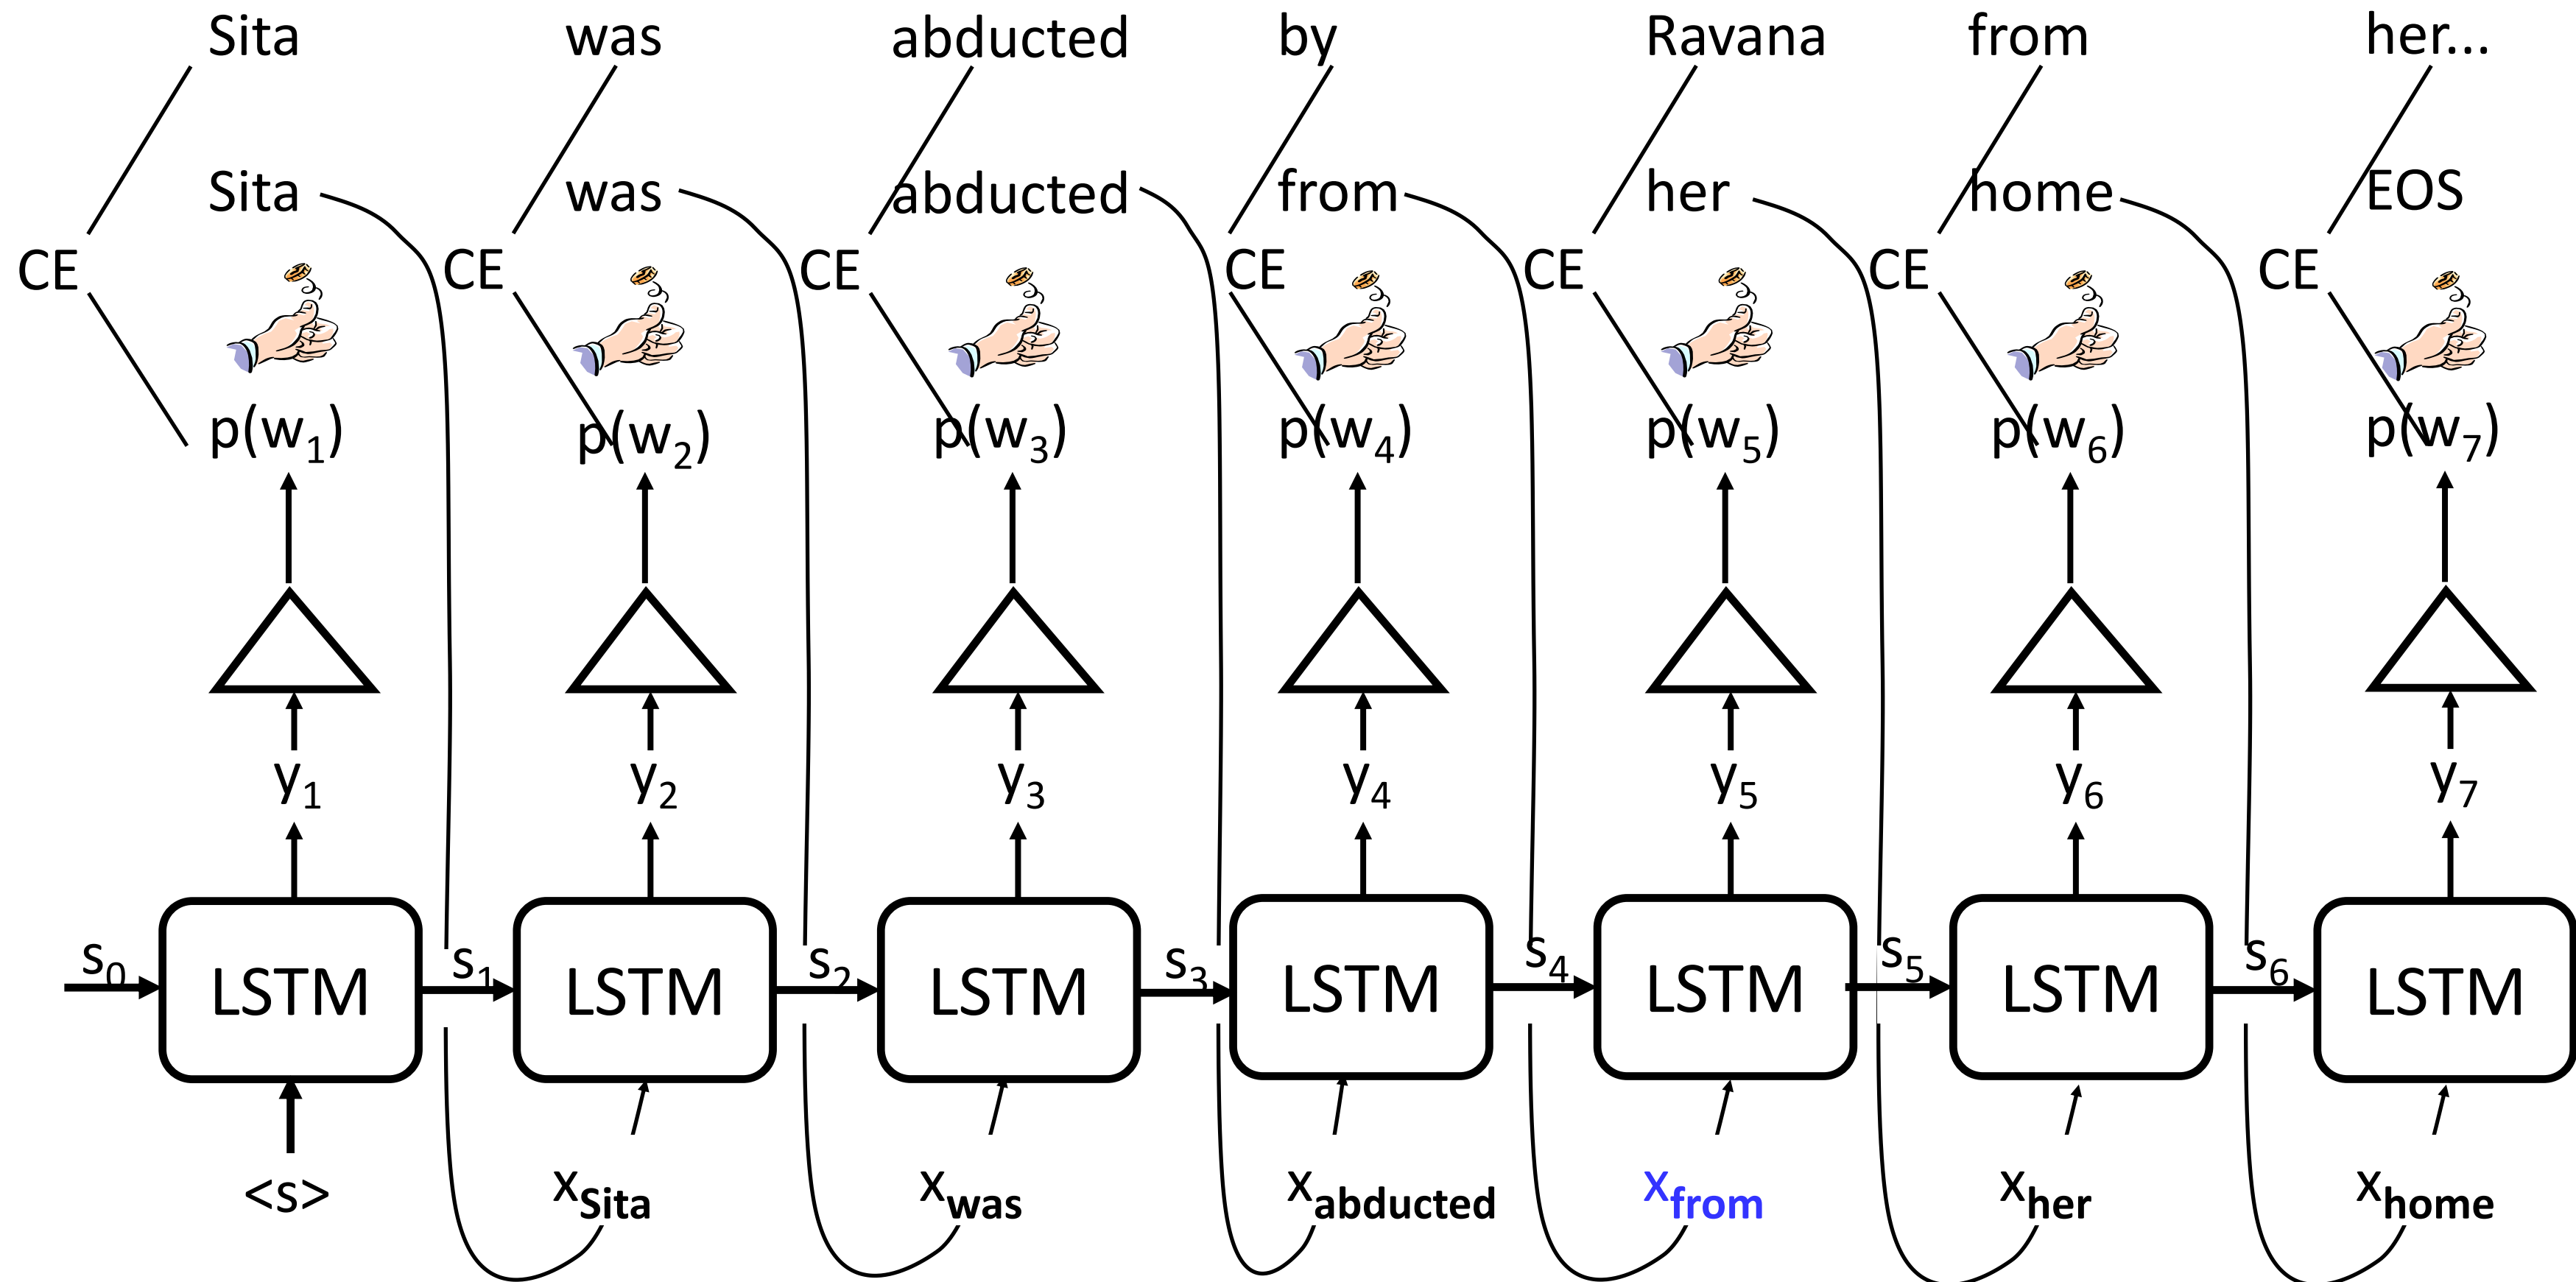 Sita was abducted by Ravana from her...
Sita was abducted from her home EOS
CE CE CE CE CE CE CE
p(w1) p(w2) p(w3) p(w4) p(w5) p(w6) p(w7)
y1 y2 y3 y4 y5 y6 y7
s0 s1 s2 s3 s4 s5 s6
LSTM LSTM LSTM LSTM LSTM LSTM LSTM
<s> xSita xwas xabducted xfrom xher xhome